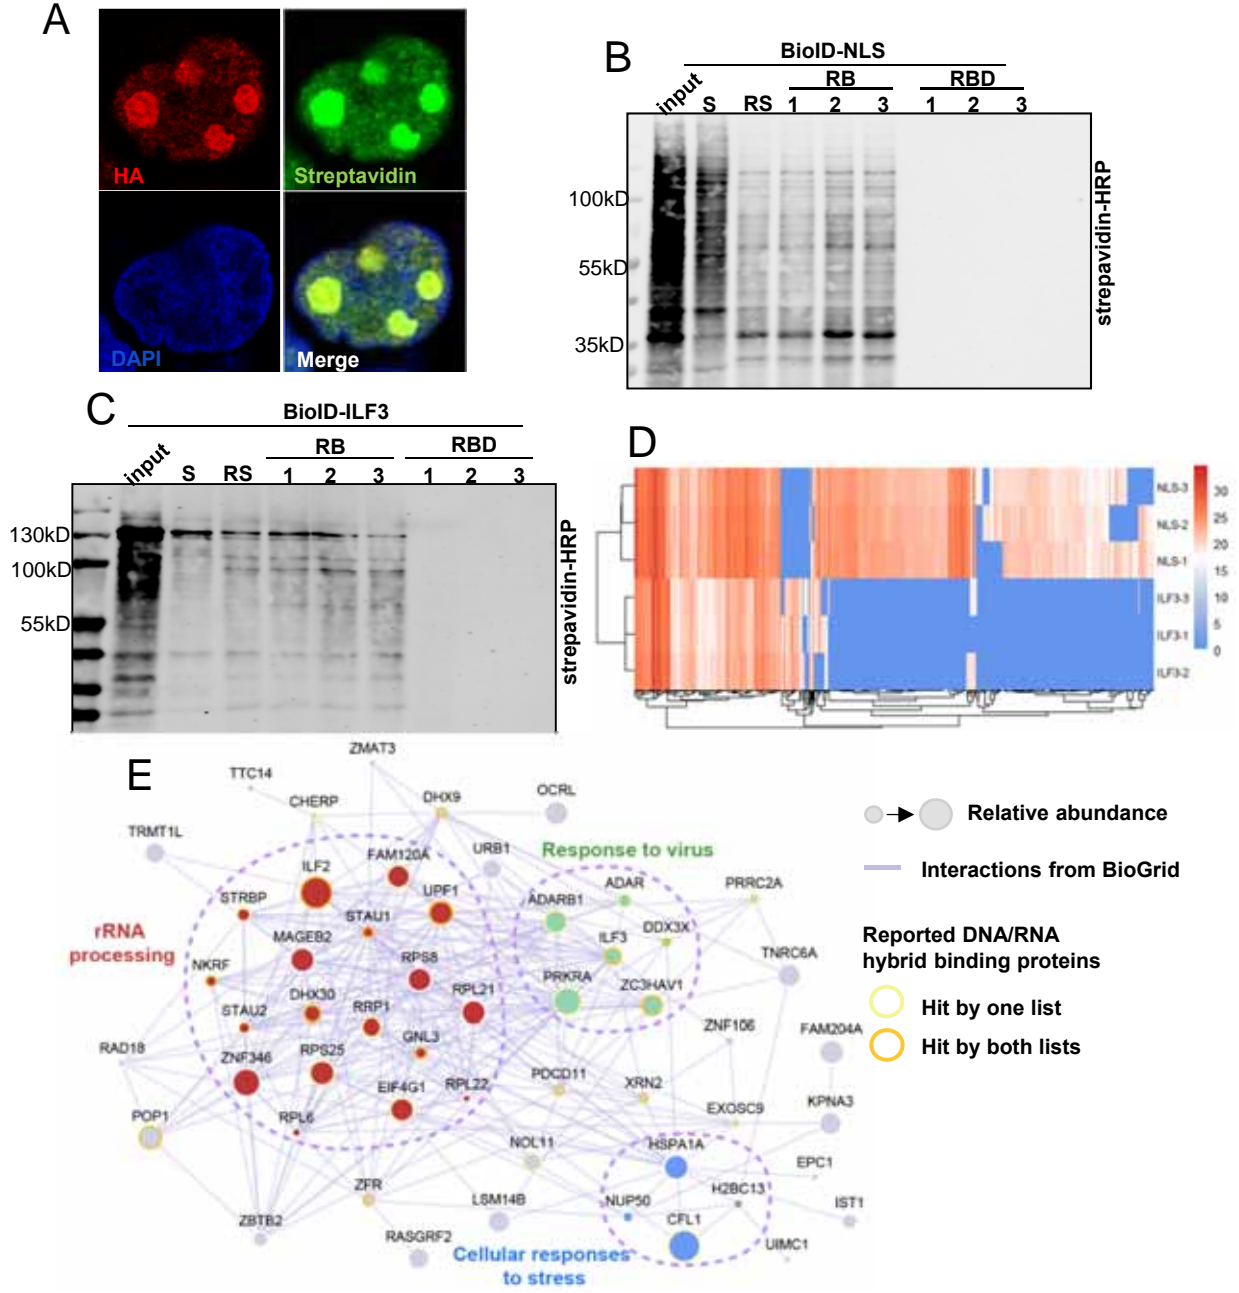 A
HA
Streptavidin
DAPI
Merge
B
BioID-NLS
RB
RBD
input
S
RS
1
2
3
1
2
3
100kD
55kD
35kD
strepavidin-HRP
C
BioID-ILF3
RB
RBD
input
S
RS
1
2
3
1
2
3
130kD
100kD
55kD
strepavidin-HRP
D
NLS-3
NLS-2
NLS-1
ILF3-3
ILF3-1
ILF3-2
30
25
20
15
10
5
0
E
ZMAT3
TTC14
CHERP
DHX9
OCRL
TRMT1L
URB1
Response to virus
ILF2
FAM120A
STRBP
UPF1
STAU1
ADARB1
ADAR
PRRC2A
rRNA
processing
MAGEB2
ILF3
DDX3X
NKRF
RPS8
PRKRA
ZC3HAV1
TNRC6A
DHX30
RPL21
STAU2
RRP1
GNL3
ZNF106
FAM204A
RAD18
ZNF346
RPS25
EIF4G1
RPL22
PDCD11
XRN2
POP1
RPL6
EXOSC9
KPNA3
NOL11
HSPA1A
EPC1
ZFR
LSM14B
NUP50
H2BC13
IST1
ZBTB2
RASGRF2
CFL1
UIMC1
Cellular responses
to stress
Relative abundance
Interactions from BioGrid
Reported DNA/RNA
hybrid binding proteins
Hit by one list
Hit by both lists